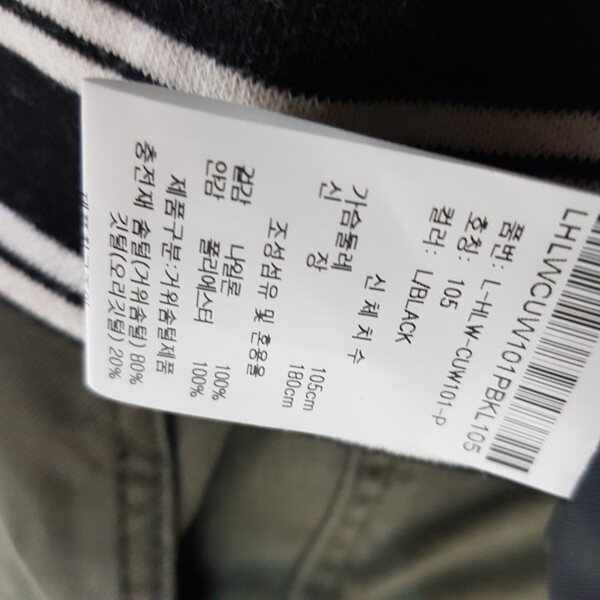 LHLWCUW101PBKL105
품번: L-HLW-CUW101-P
호칭: 105
컬러: L/BLACK
신체치수
가슴둘레 105cm
신 장 180cm
조성섬유 및 혼용율
겉감 나일론 100%
안감 폴리에스터 100%
제품구분:거위솜털제품
충전재 솜털(거위솜털) 80%
깃털(오리깃털) 20%